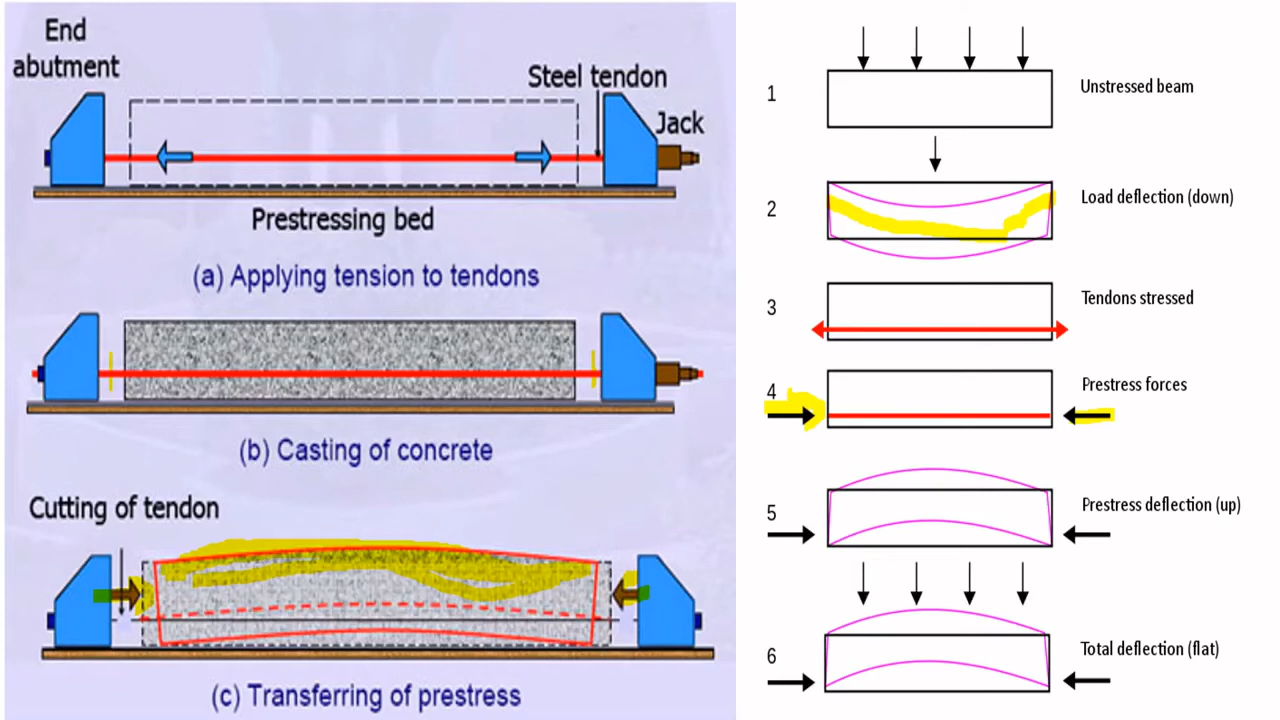 End
abutment
Steel tendon
Jack
Prestressing bed
(a) Applying tension to tendons
(b) Casting of concrete
Cutting of tendon
(c) Transferring of prestress
1
Unstressed beam
2
Load deflection (down)
3
Tendons stressed
4
Prestress forces
5
Prestress deflection (up)
6
Total deflection (flat)